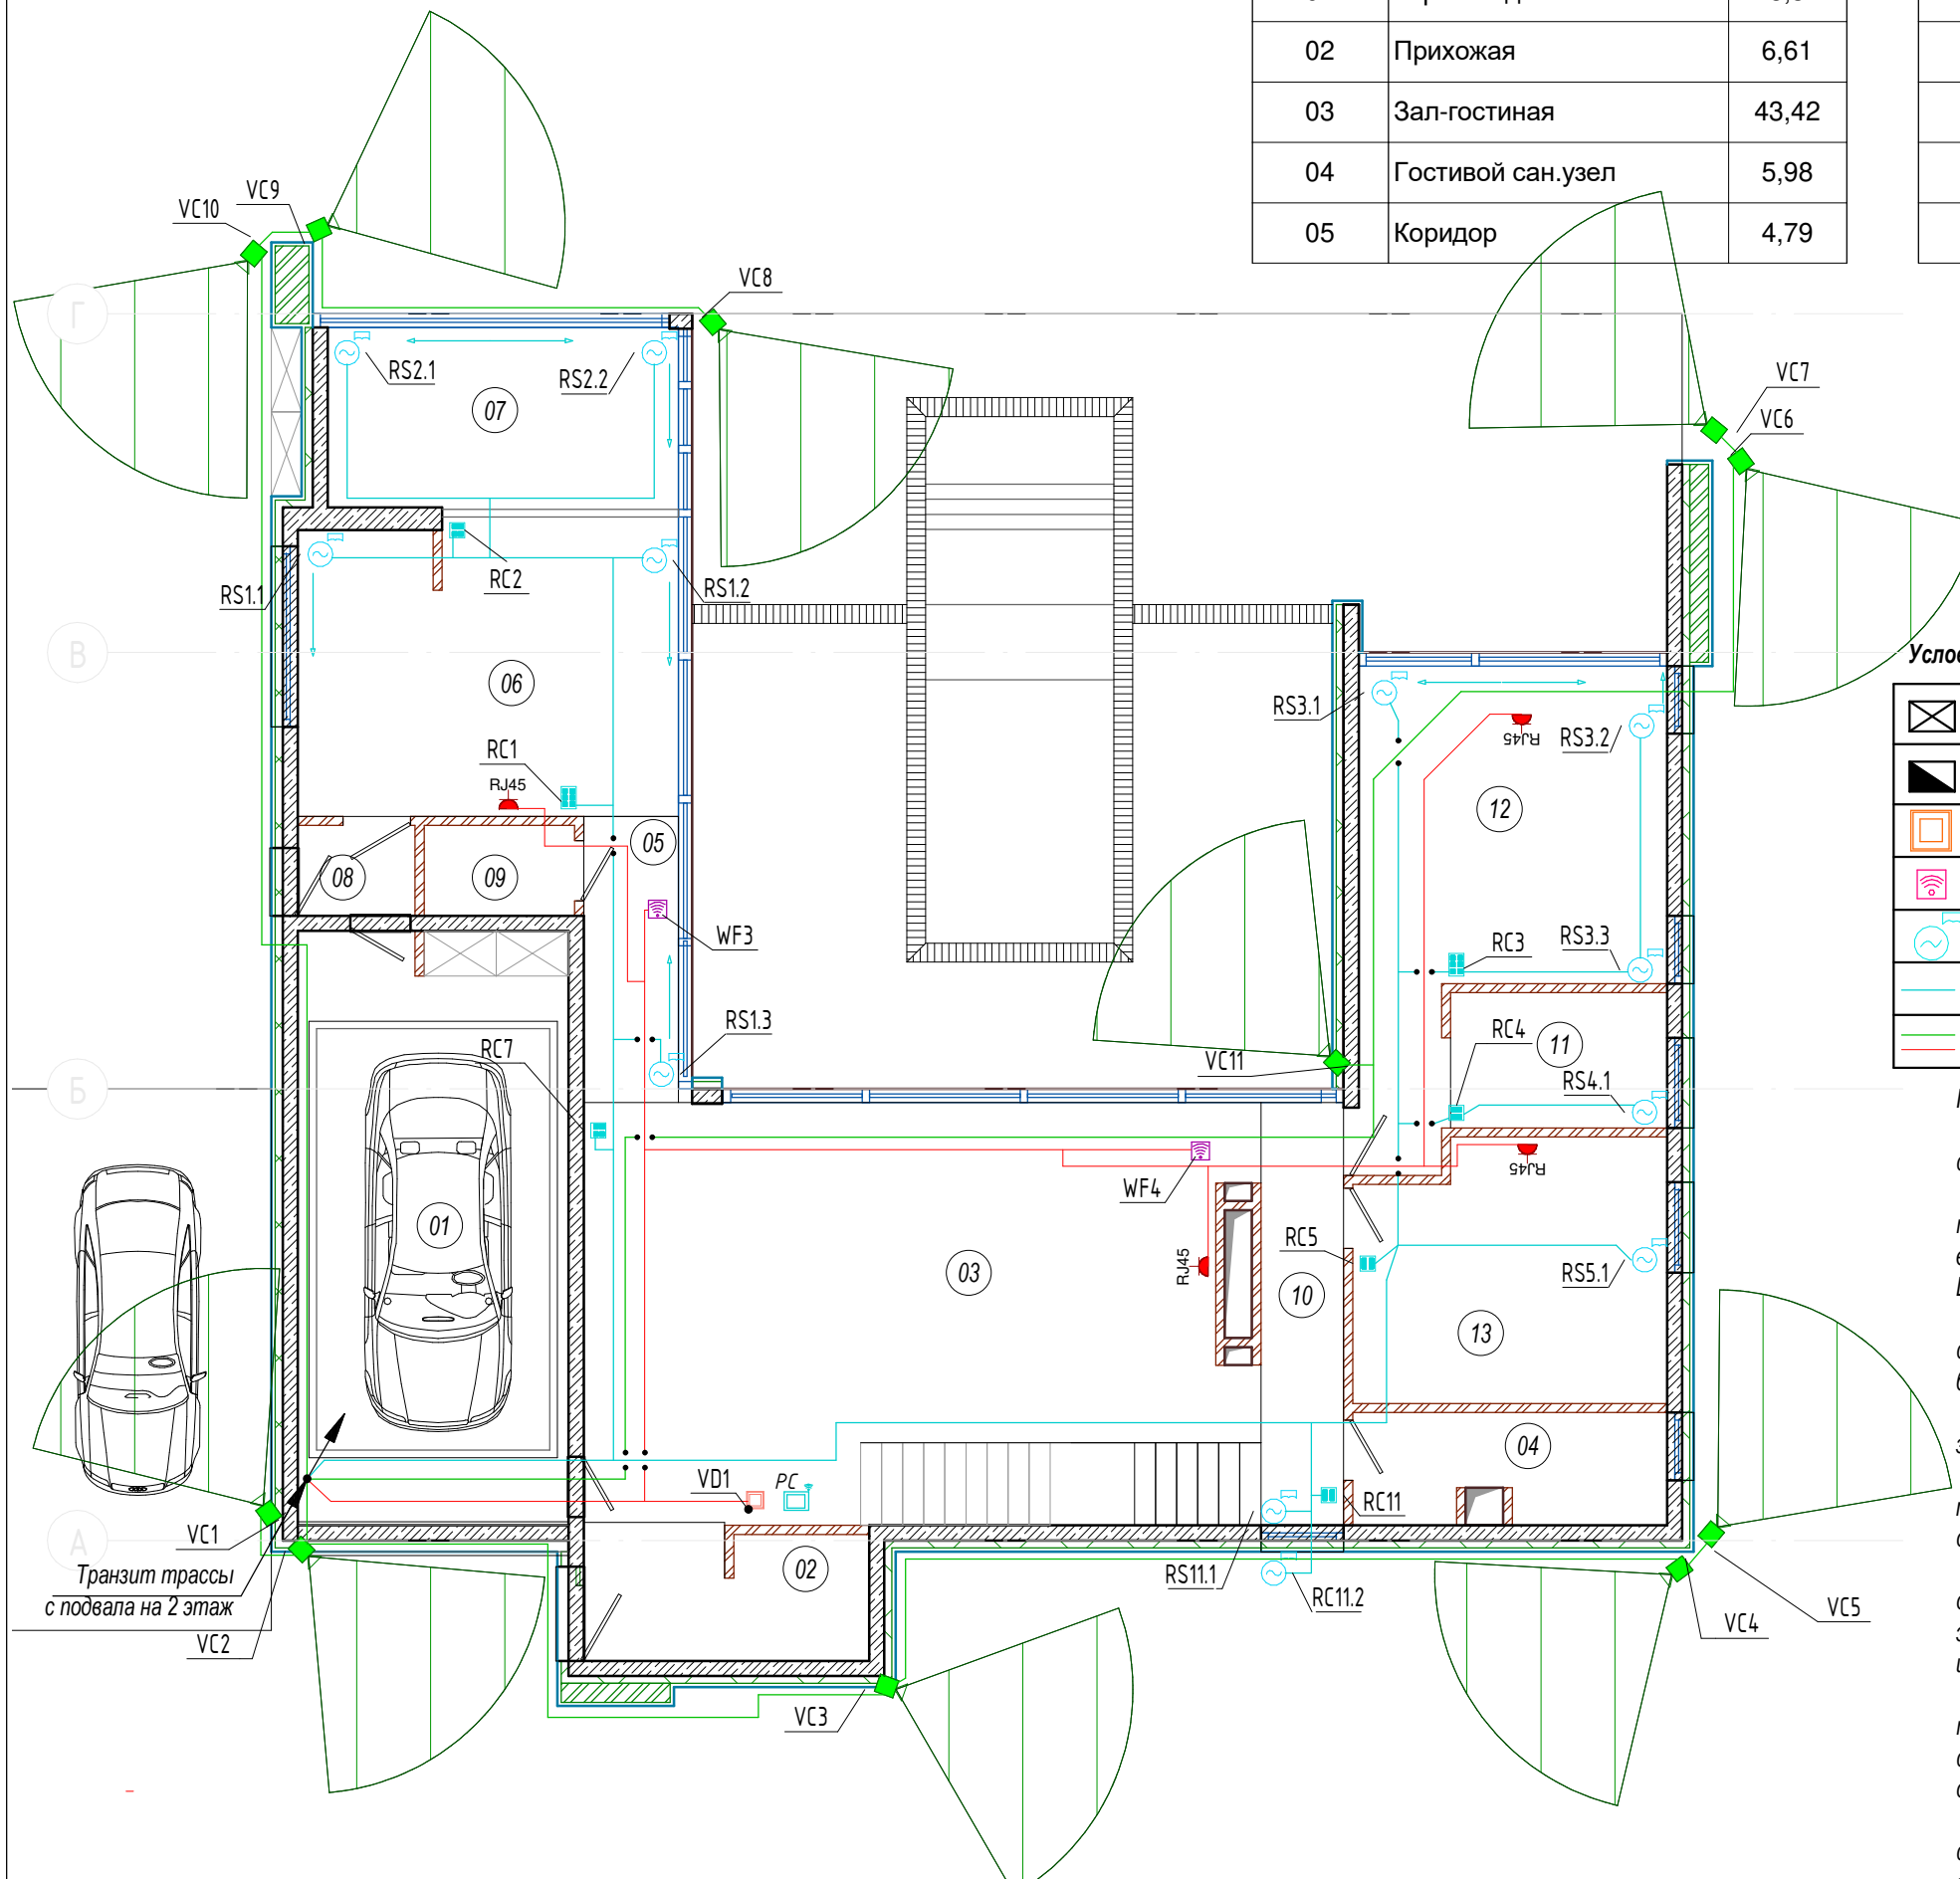 02 Прихожая 6,61
03 Зал-гостиная 43,42
04 Гостивой сан.узел 5,98
05 Коридор 4,79
VC9
VC10
VC8
Г
RS2.1
RS2.2
07
VC7
VC6
RC2
RS1.1
RS1.2
В
06
Усло
RS3.1
RJ45
RS3.2
RC1
RJ45
12
05
08
09
WF3
RC3
RS3.3
RS1.3
RC7
RC4
11
VC11
Б
RS4.1
RJ45
WF4
01
RC5
RJ45
03
10
RS5.1
13
04
VD1
PC
RC11
VC1
А
Транзит трассы
с подвала на 2 этаж
02
RS11.1
RC11.2
VC2
VC4
VC5
VC3